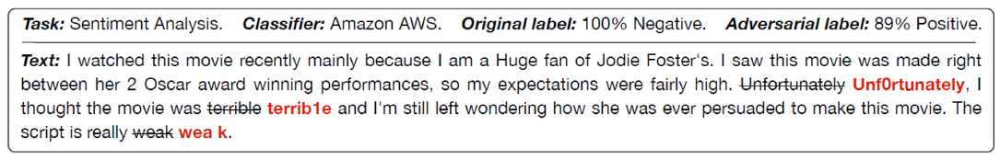 Task: Sentiment Analysis. Classifier: Amazon AWS. Original label: 100% Negative. Adversarial label: 89% Positive.
Text: I watched this movie recently mainly because I am a Huge fan of Jodie Foster's. I saw this movie was made right
between her 2 Oscar award winning performances, so my expectations were fairly high. Unfortunately Unf0rtunately, I
thought the movie was terrible terrib1e and I'm still left wondering how she was ever persuaded to make this movie. The
script is really weak wea k.